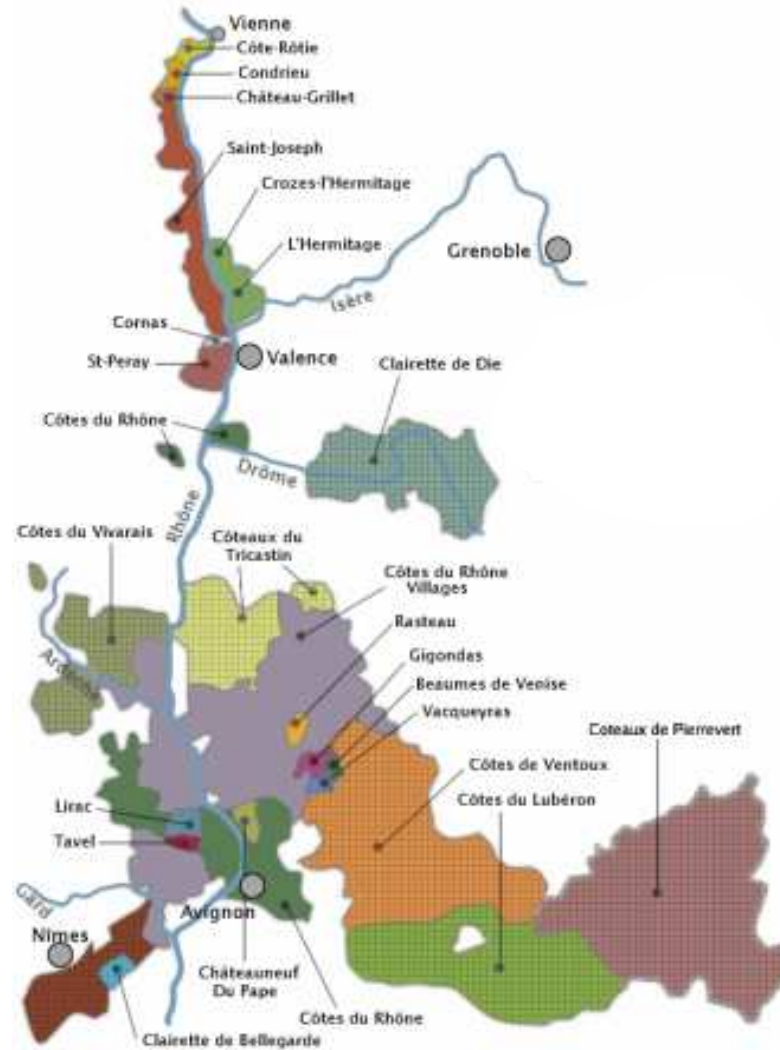 Vienne
Côte-Rôtie
Condrieu
Château-Grillet
Saint-Joseph
Crozes-l'Hermitage
L'Hermitage
Grenoble
Isère
Cornas
Valence
St-Peray
Clairette de Die
Côtes du Rhône
Drôme
Rhône
Côtes du Vivarais
Côteaux du
Tricastin
Côtes du Rhône
Villages
Rasteau
Ardèche
Gigondas
Beaumes de Venise
Vacqueyras
Coteaux de Pierrevert
Côtes de Ventoux
Côtes du Lubéron
Lirac
Tavel
Gard
Avignon
Nîmes
Châteauneuf
Du Pape
Côtes du Rhône
Clairette de Bellegarde